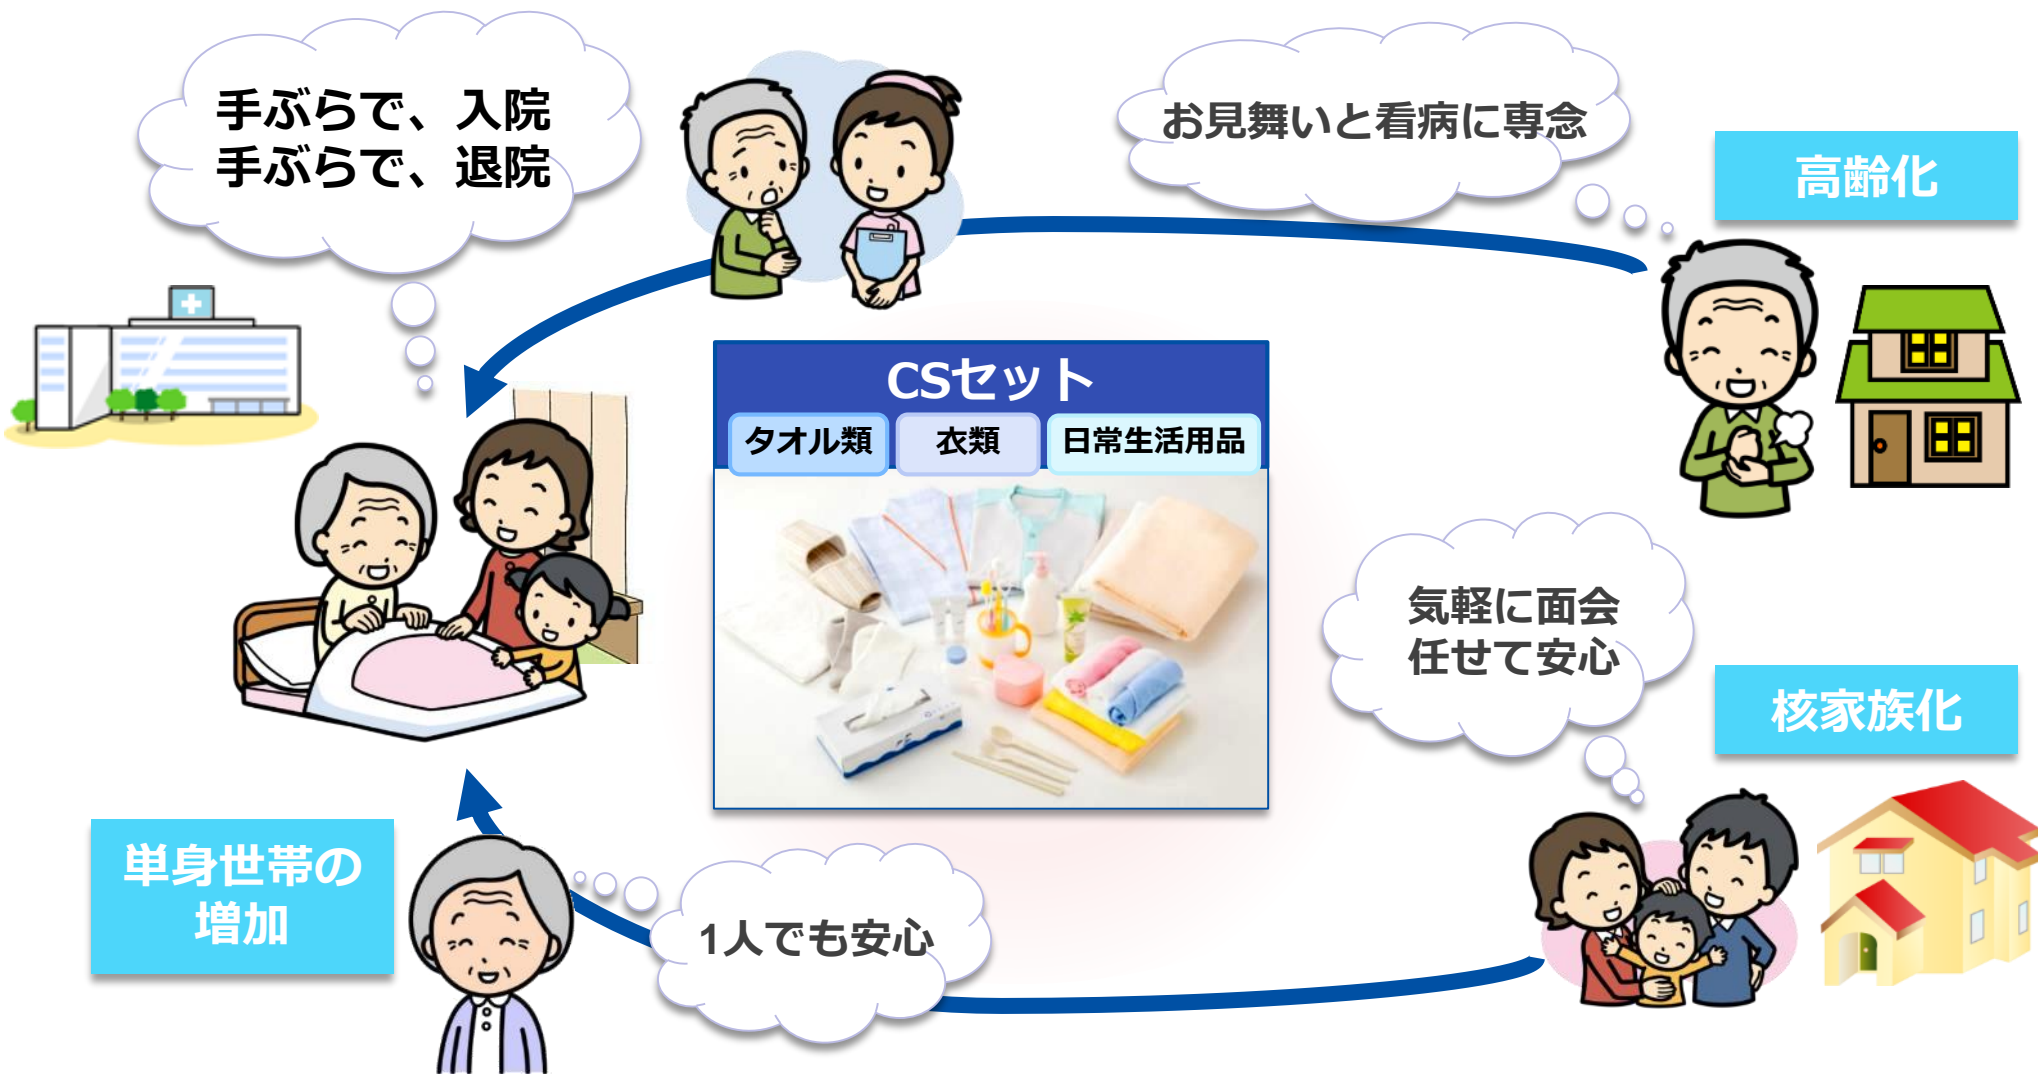 手ぶらで、入院
手ぶらで、退院
お見舞いと看病に専念
高齢化
CSセット
タオル類
衣類
日常生活用品
気軽に面会
任せて安心
核家族化
単身世帯の
増加
1人でも安心